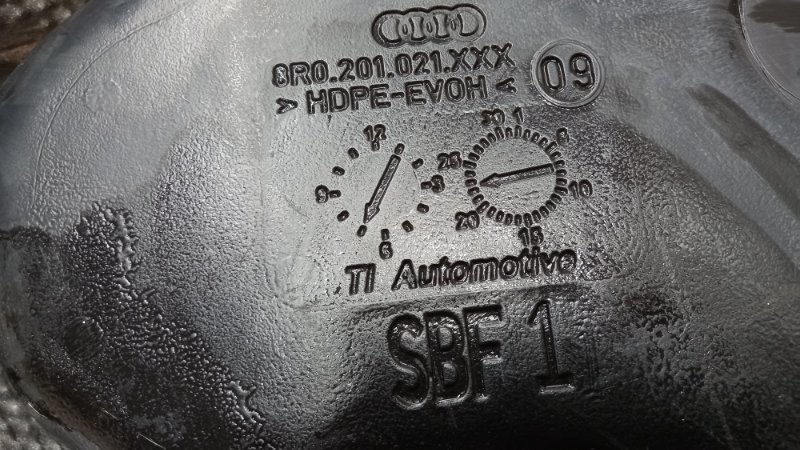 8R0.201.021.XXX
> HDPE-EVOH <
09
12
3
6
9
30 1
5
10
15
20
25
TI Automotive
SBF 1